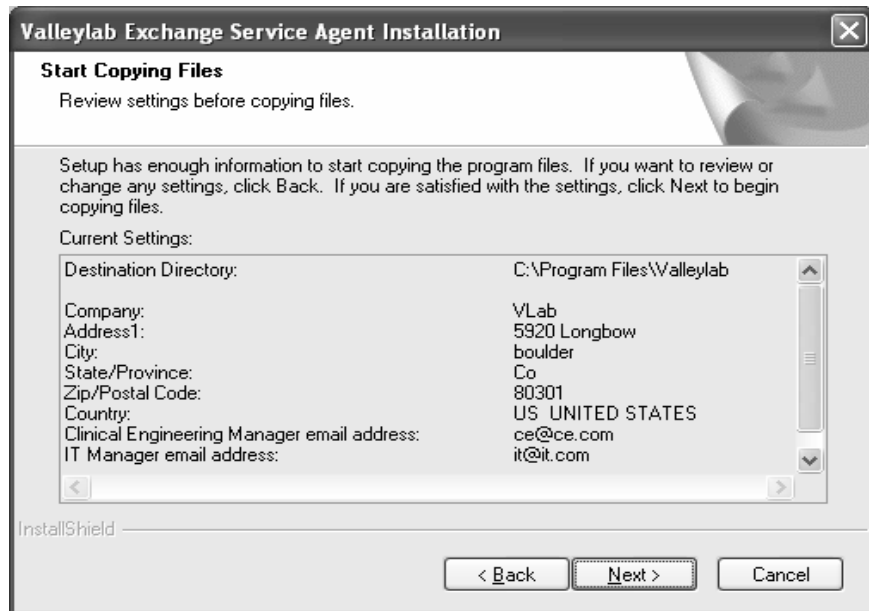 Valleylab Exchange Service Agent Installation
Start Copying Files
Review settings before copying files.
Setup has enough information to start copying the program files. If you want to review or
change any settings, click Back. If you are satisfied with the settings, click Next to begin
copying files.
Current Settings:
Destination Directory: C:\Program Files\Valleylab
Company: VLab
Address1: 5920 Longbow
City: boulder
State/Province: Co
Zip/Postal Code: 80301
Country: US UNITED STATES
Clinical Engineering Manager email address: ce@ce.com
IT Manager email address: it@it.com
InstallShield
< Back Next > Cancel